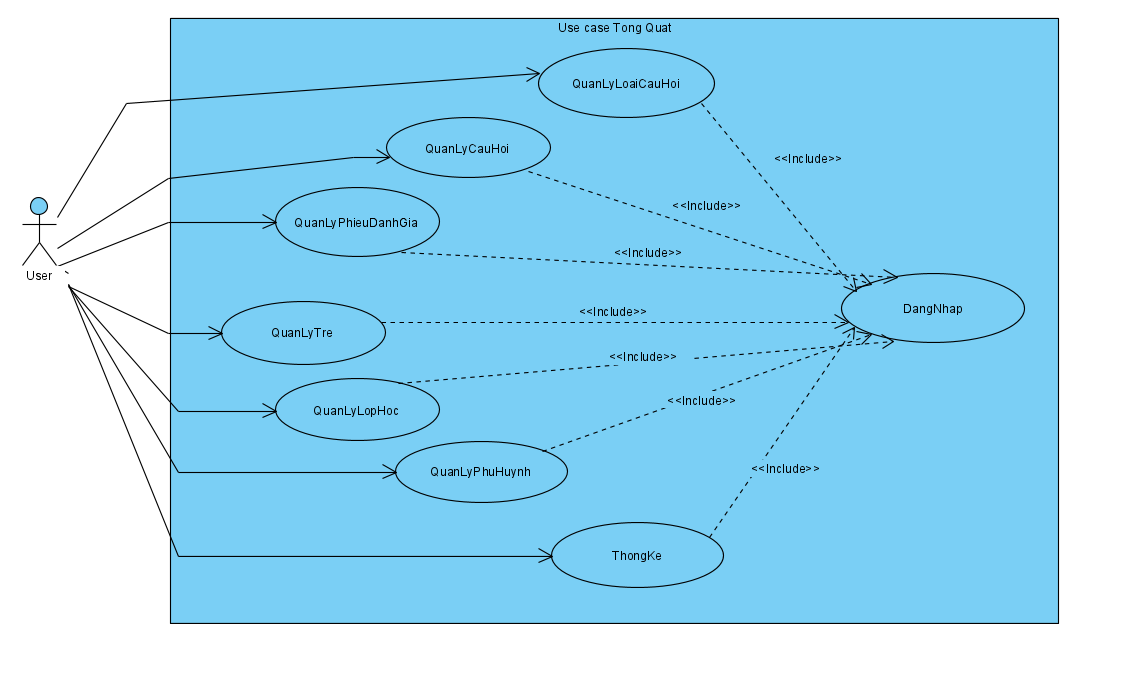 Use case Tong Quat
QuanLyLoaiCauHoi
QuanLyCauHoi
<<Include>>
<<Include>>
QuanLyPhieuDanhGia
<<Include>>
User
DangNhap
<<Include>>
QuanLyTre
<<Include>>
QuanLyLopHoc
<<Include>>
QuanLyPhuHuynh
<<Include>>
ThongKe